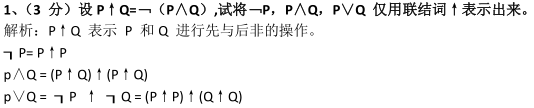 1、（3 分）设 P↑Q=¬（P∧Q）,试将¬P，P∧Q，P∨Q 仅用联结词↑表示出来。
解析：P↑Q 表示 P 和 Q 进行先与后非的操作。
┓P= P↑P
p∧Q = (P↑Q)↑(P↑Q)
p∨Q = ┓P ↑ ┓Q = (P↑P)↑(Q↑Q)